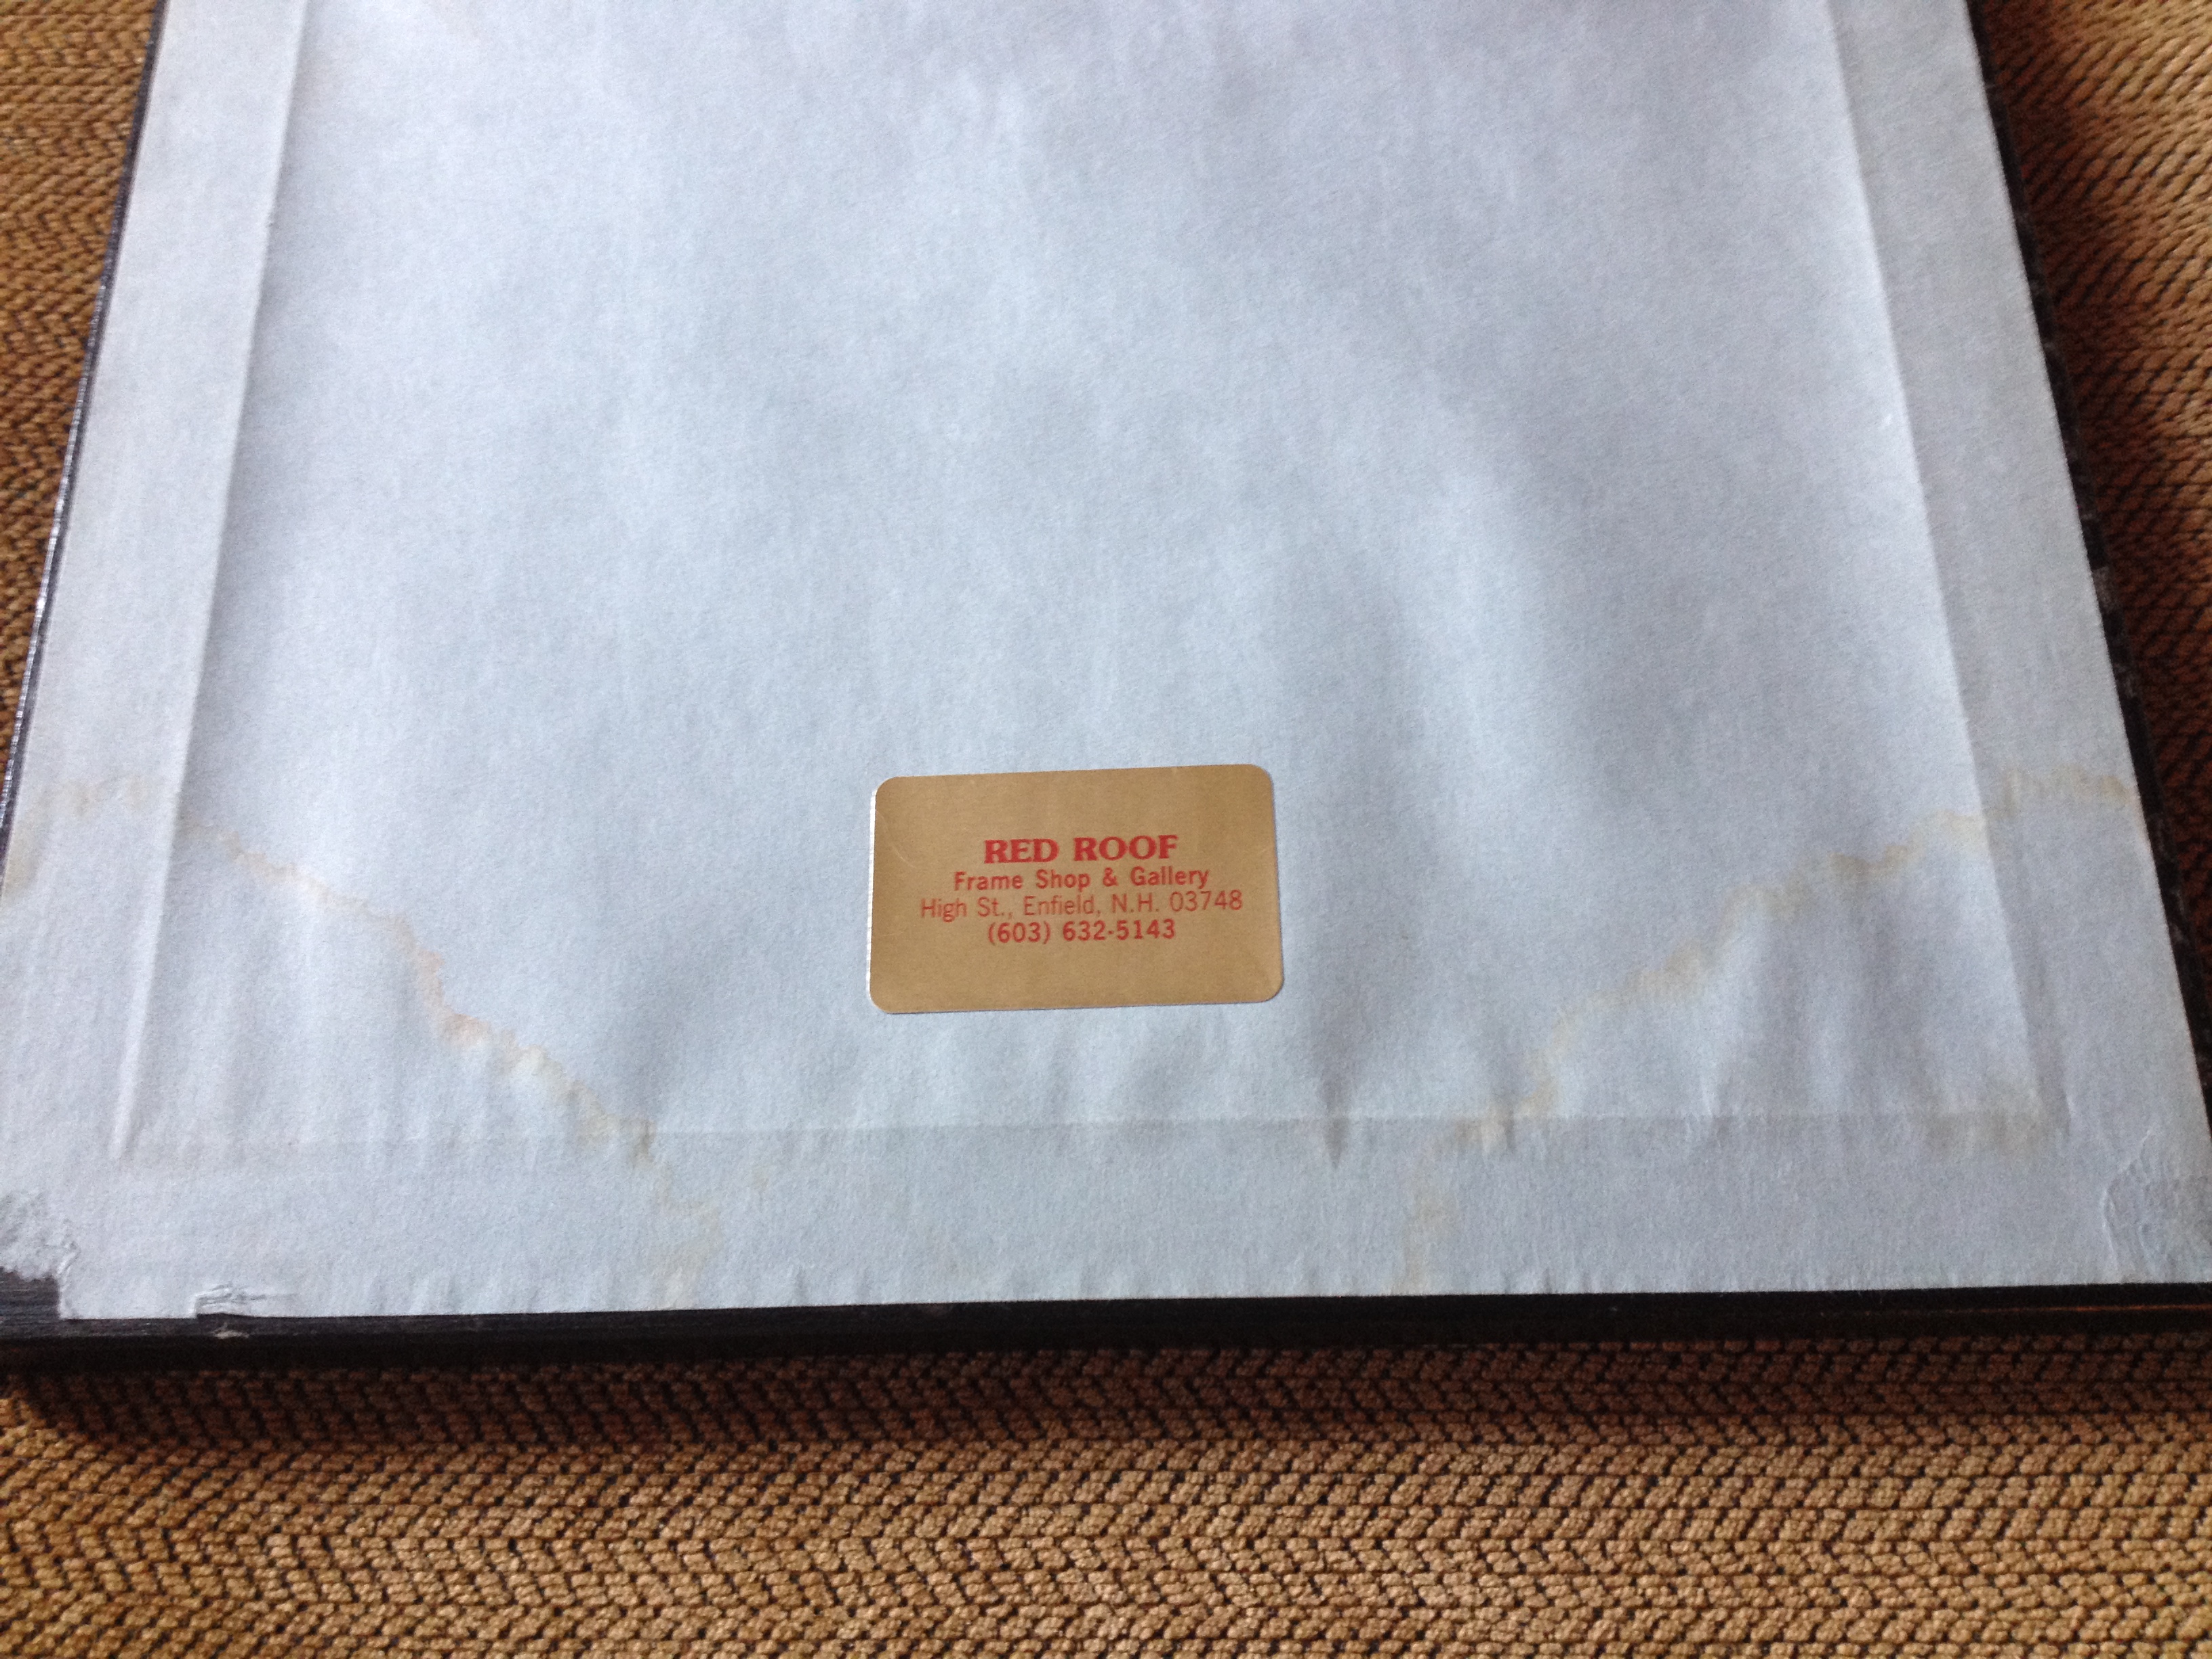 RED ROOF
Frame Shop & Gallery
High St., Enfield, N.H. 03748
(603) 632-5143